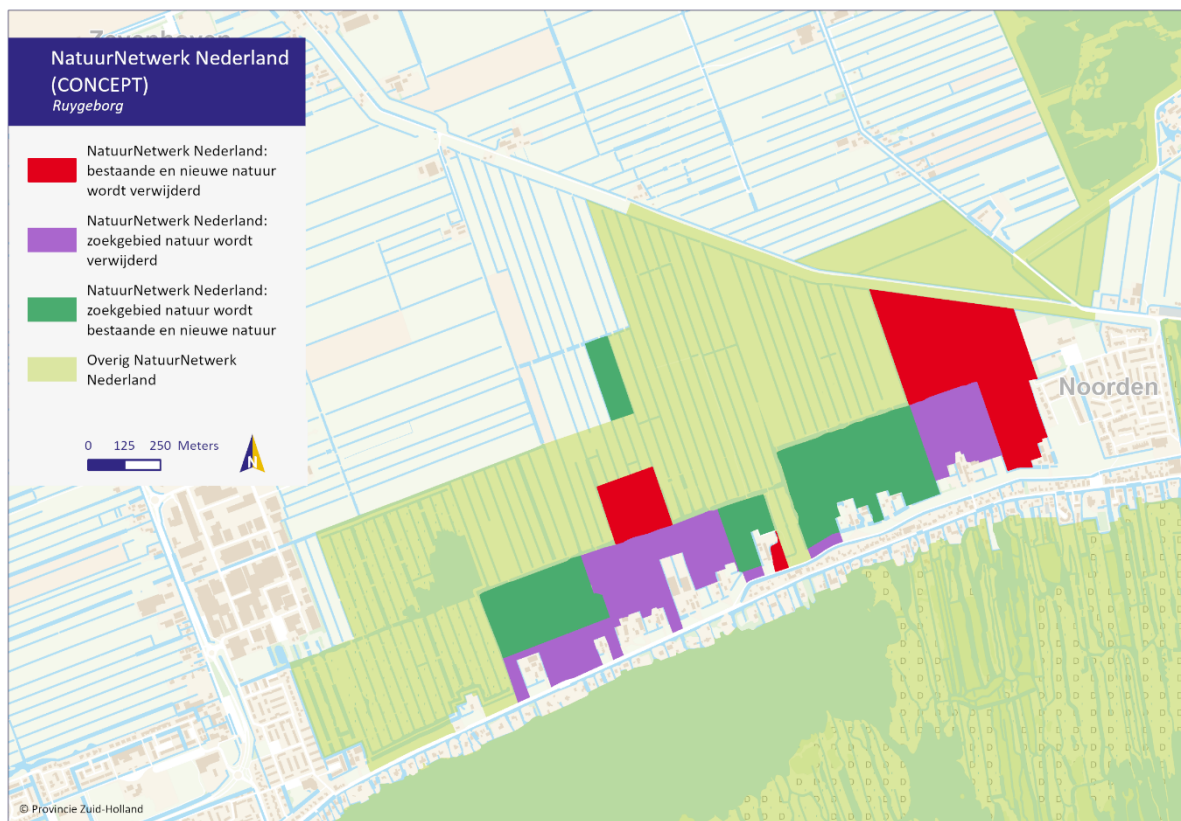 Zevenhoven
NatuurNetwerk Nederland
(CONCEPT)
Ruygeborg
NatuurNetwerk Nederland:
bestaande en nieuwe natuur
wordt verwijderd
NatuurNetwerk Nederland:
zoekgebied natuur wordt
verwijderd
NatuurNetwerk Nederland:
zoekgebied natuur wordt
bestaande en nieuwe natuur
Overig NatuurNetwerk
Nederland
0 125 250 Meters
N
Noorden
© Provincie Zuid-Holland